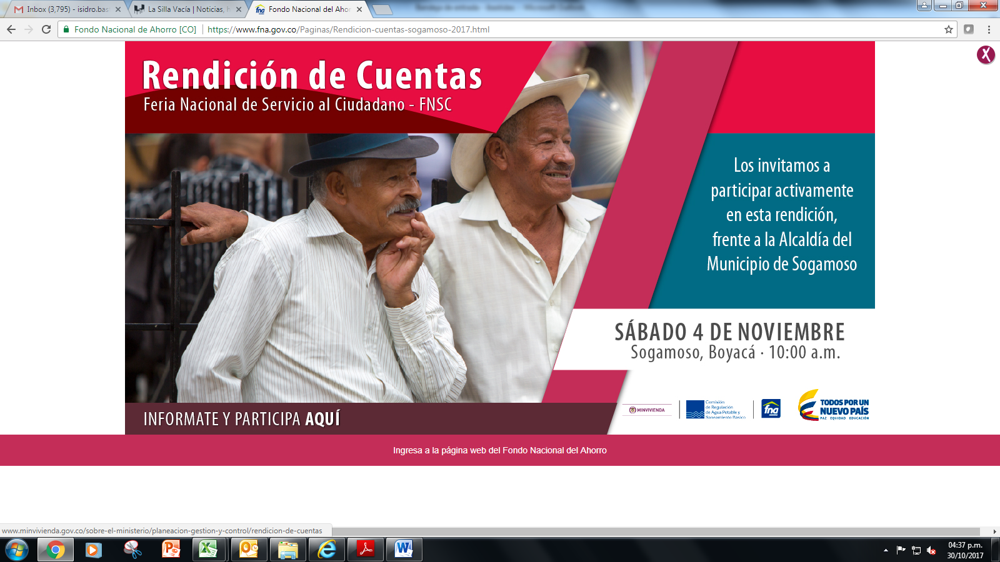 Inbox (3,795) - isidro.bas
La Silla Vacía | Noticias, h
Fondo Nacional del Ahor
Fondo Nacional de Ahorro [CO]
https://www.fna.gov.co/Paginas/Rendicion-cuentas-sogamoso-2017.html
Rendición de Cuentas
Feria Nacional de Servicio al Ciudadano - FNSC
Los invitamos a
participar activamente
en esta rendición,
frente a la Alcaldía del
Municipio de Sogamoso
SÁBADO 4 DE NOVIEMBRE
Sogamoso, Boyacá · 10:00 a.m.
MINVIVIENDA
Comisión
de Regulación
de Agua Potable y
Saneamiento Básico
fna
AHORRO
TODOS POR UN
NUEVO PAÍS
PAZ EQUIDAD EDUCACIÓN
INFORMATE Y PARTICIPA AQUÍ
Ingresa a la página web del Fondo Nacional del Ahorro
www.minvivienda.gov.co/sobre-el-ministerio/planeacion-gestion-y-control/rendicion-de-cuentas
04:37 p.m.
30/10/2017